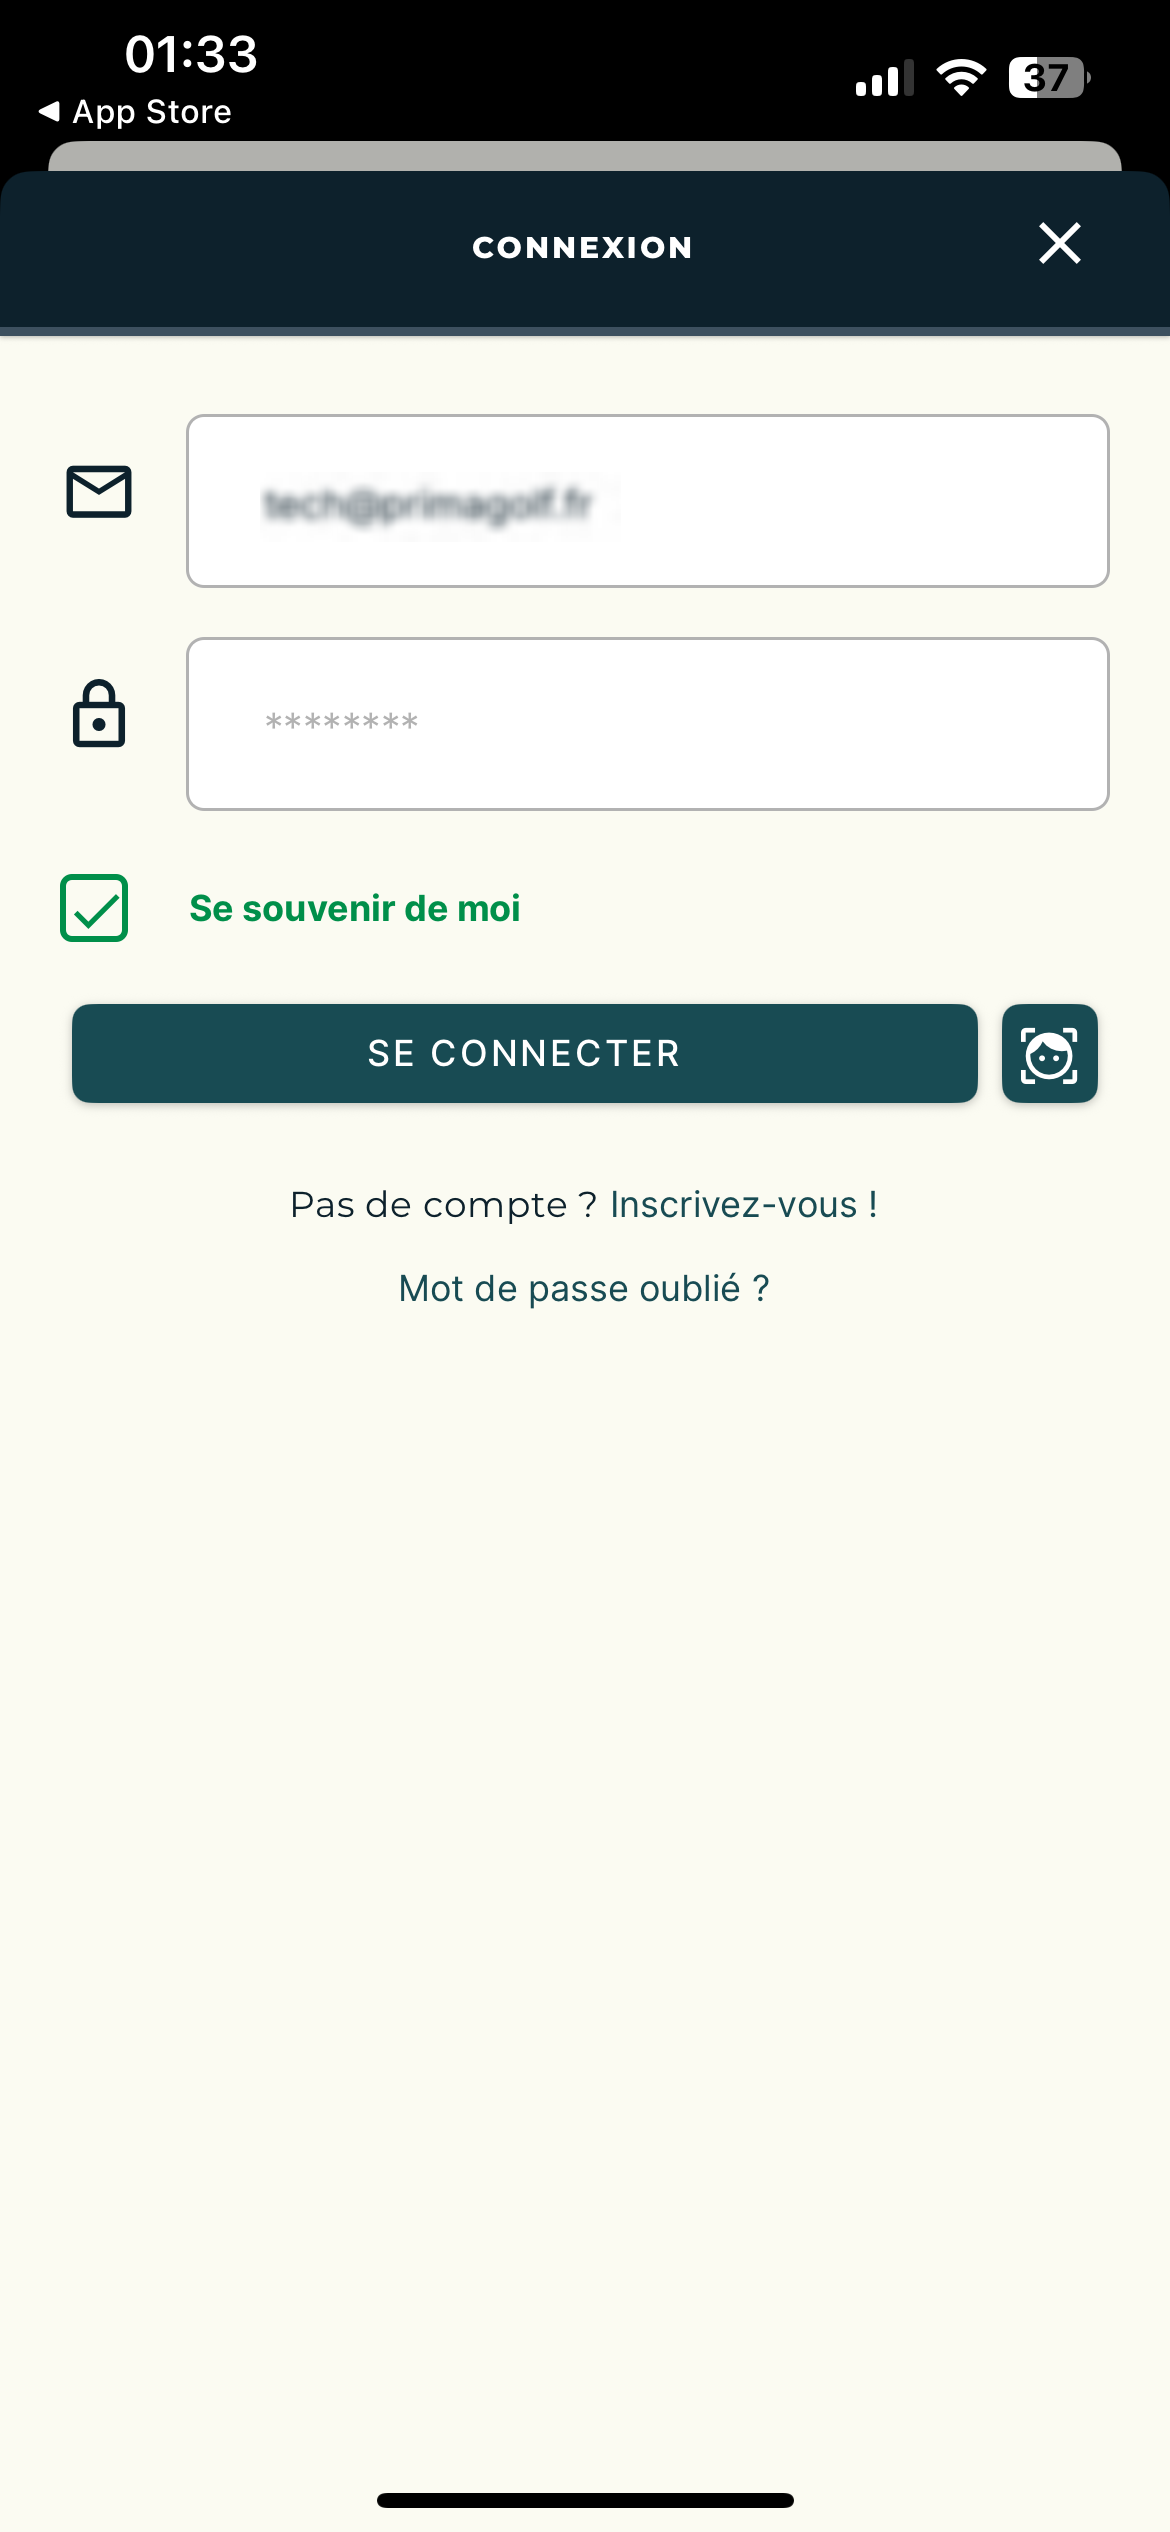 01:33
37
◀ App Store
CONNEXION
********
Se souvenir de moi
SE CONNECTER
Pas de compte ? Inscrivez-vous !
Mot de passe oublié ?